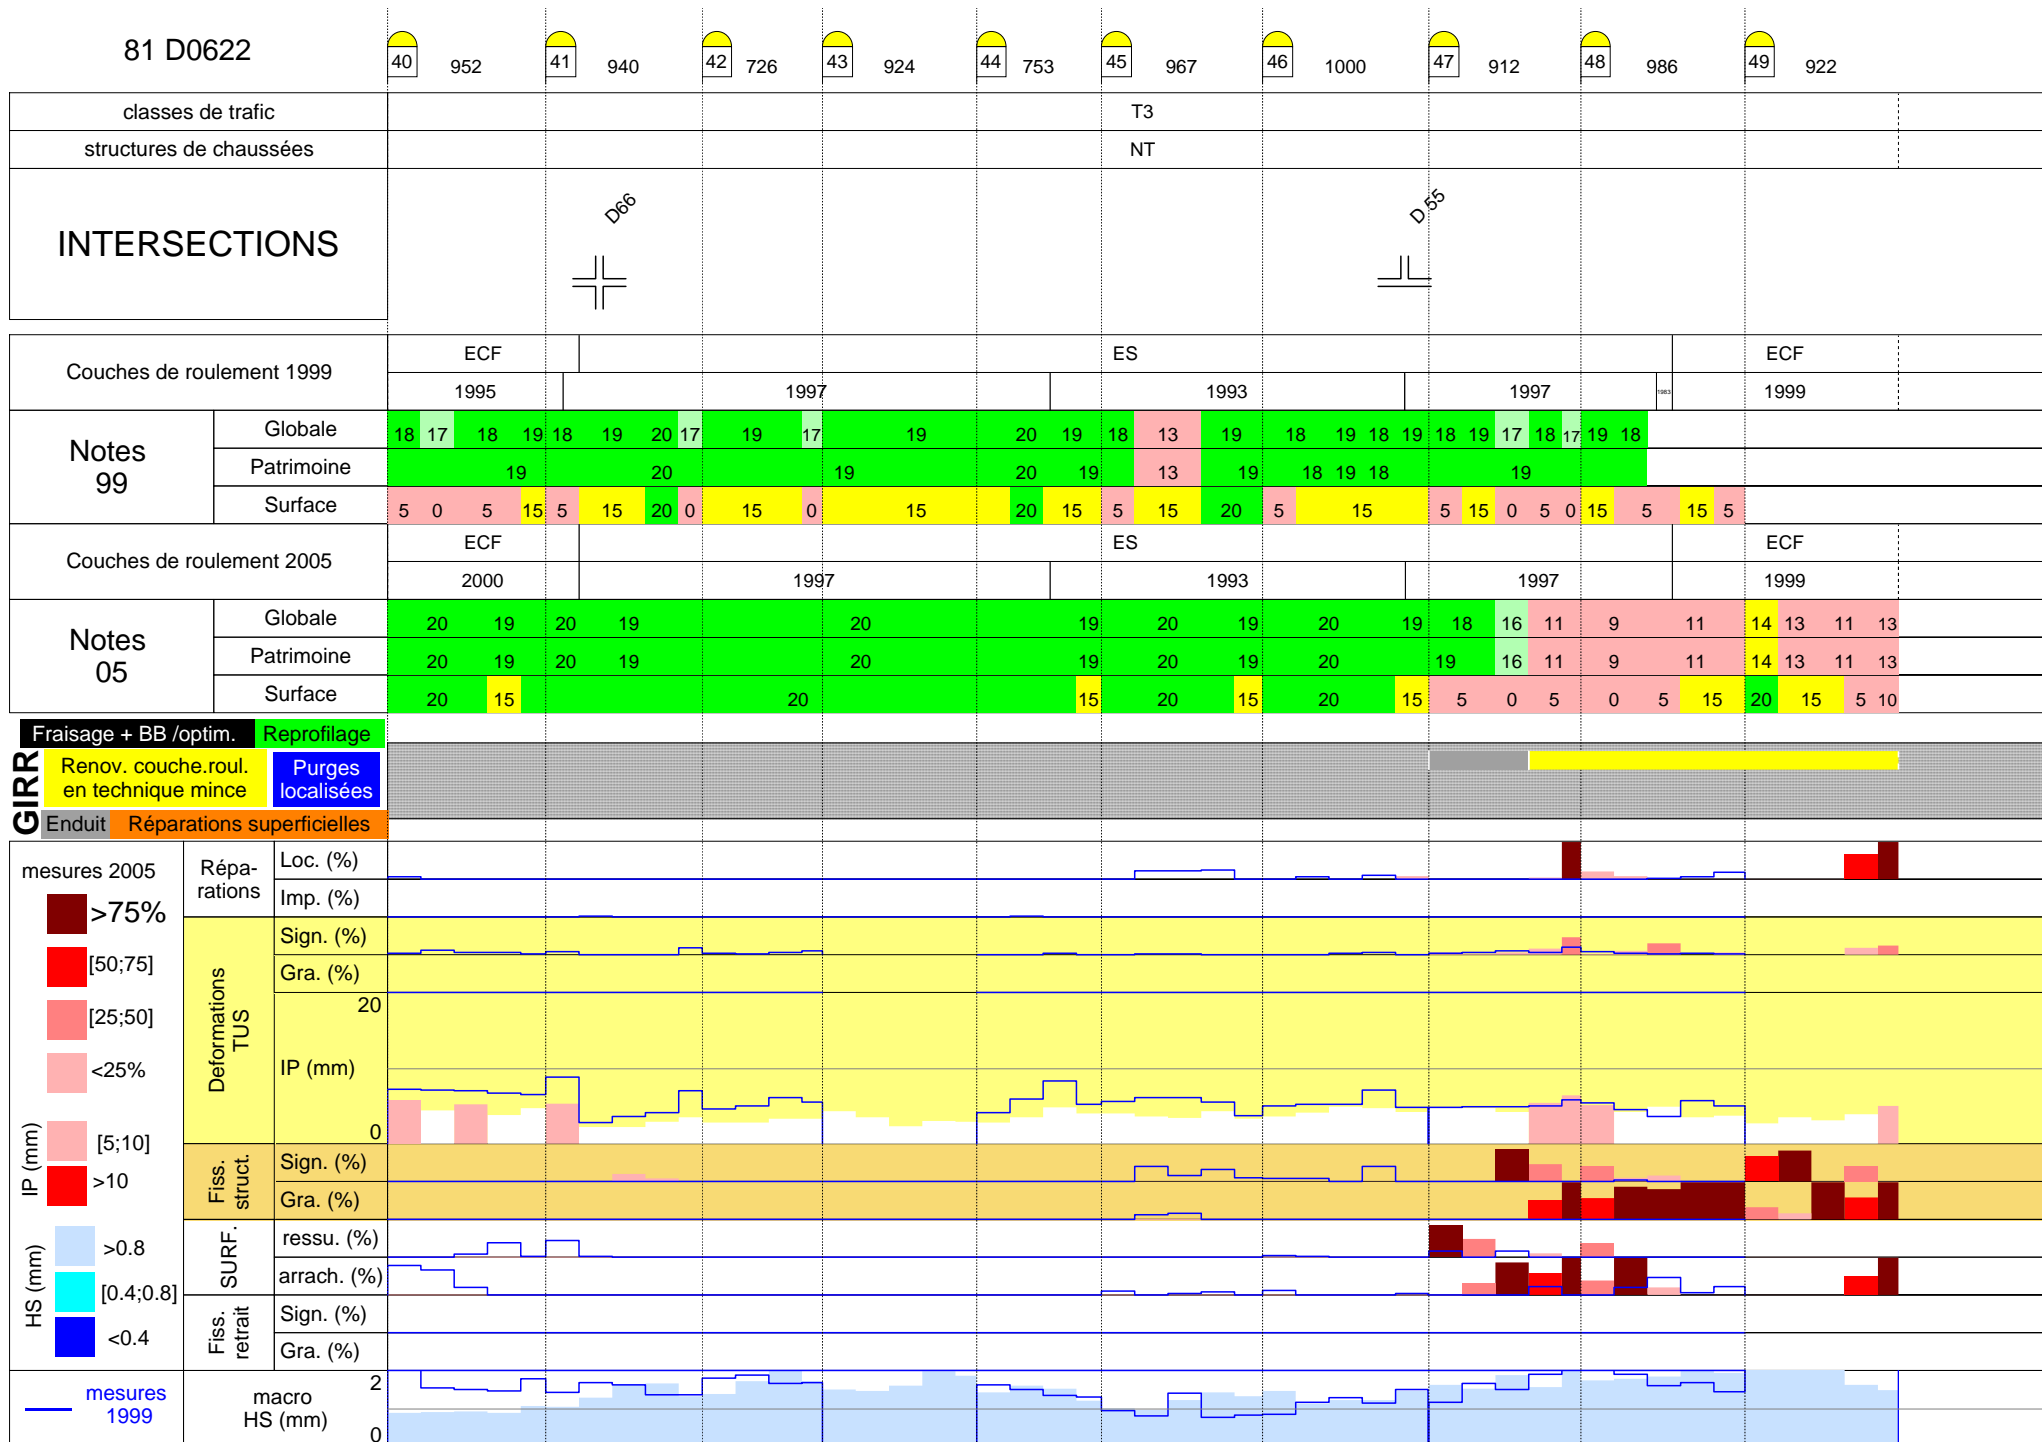 81 D0622
40 952 41 940 42 726 43 924 44 753 45 967 46 1000 47 912 48 986 49 922
classes de trafic T3
structures de chaussées NT
INTERSECTIONS D66 D 55
Couches de roulement 1999 ECF ES ECF
1995 1997 1993 1997 1983 1999
Notes 99
Globale 18 17 18 19 18 19 20 17 19 17 19 20 19 18 13 19 18 19 18 19 18 19 17 18 17 19 18
Patrimoine 19 20 19 20 19 13 19 18 19 18 19
Surface 5 0 5 15 5 15 20 0 15 0 15 20 15 5 15 20 5 15 5 15 0 5 0 15 5 15 5
Couches de roulement 2005 ECF ES ECF
2000 1997 1993 1997 1999
Notes 05
Globale 20 19 20 19 20 19 20 19 20 19 18 16 11 9 11 14 13 11 13
Patrimoine 20 19 20 19 20 19 20 19 20 19 16 11 9 11 14 13 11 13
Surface 20 15 20 15 20 15 20 15 5 0 5 0 5 15 20 15 5 10
GIRR
Fraisage + BB /optim. Reprofilage
Renov. couche.roul.
en technique mince
Purges
localisées
Enduit Réparations superficielles
mesures 2005
>75%
[50;75]
[25;50]
<25%
IP (mm)
[5;10]
>10
HS (mm)
>0.8
[0.4;0.8]
<0.4
mesures
1999
Répa-
rations
Loc. (%)
Imp. (%)
Deformations
TUS
Sign. (%)
Gra. (%)
20
IP (mm)
0
Fiss.
struct.
Sign. (%)
Gra. (%)
SURF.
ressu. (%)
arrach. (%)
Fiss.
retrait
Sign. (%)
Gra. (%)
macro
HS (mm)
2
0